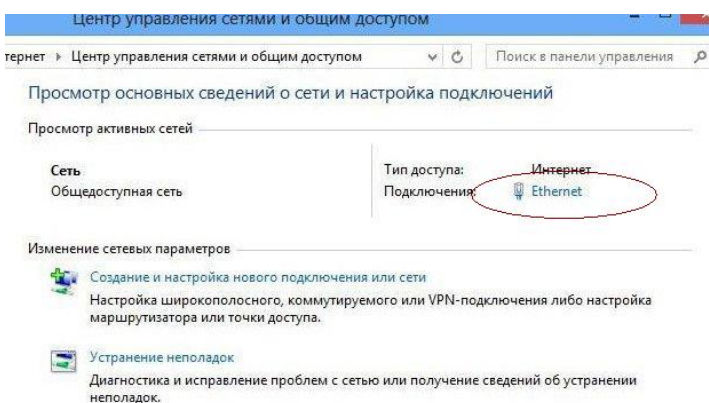 Центр управления сетями и общим доступом
тернет ▸ Центр управления сетями и общим доступом
Поиск в панели управления
Просмотр основных сведений о сети и настройка подключений
Просмотр активных сетей
Сеть
Общедоступная сеть
Тип доступа: Интернет
Подключения: Ethernet
Изменение сетевых параметров
Создание и настройка нового подключения или сети
Настройка широкополосного, коммутируемого или VPN-подключения либо настройка
маршрутизатора или точки доступа.
Устранение неполадок
Диагностика и исправление проблем с сетью или получение сведений об устранении
неполадок.